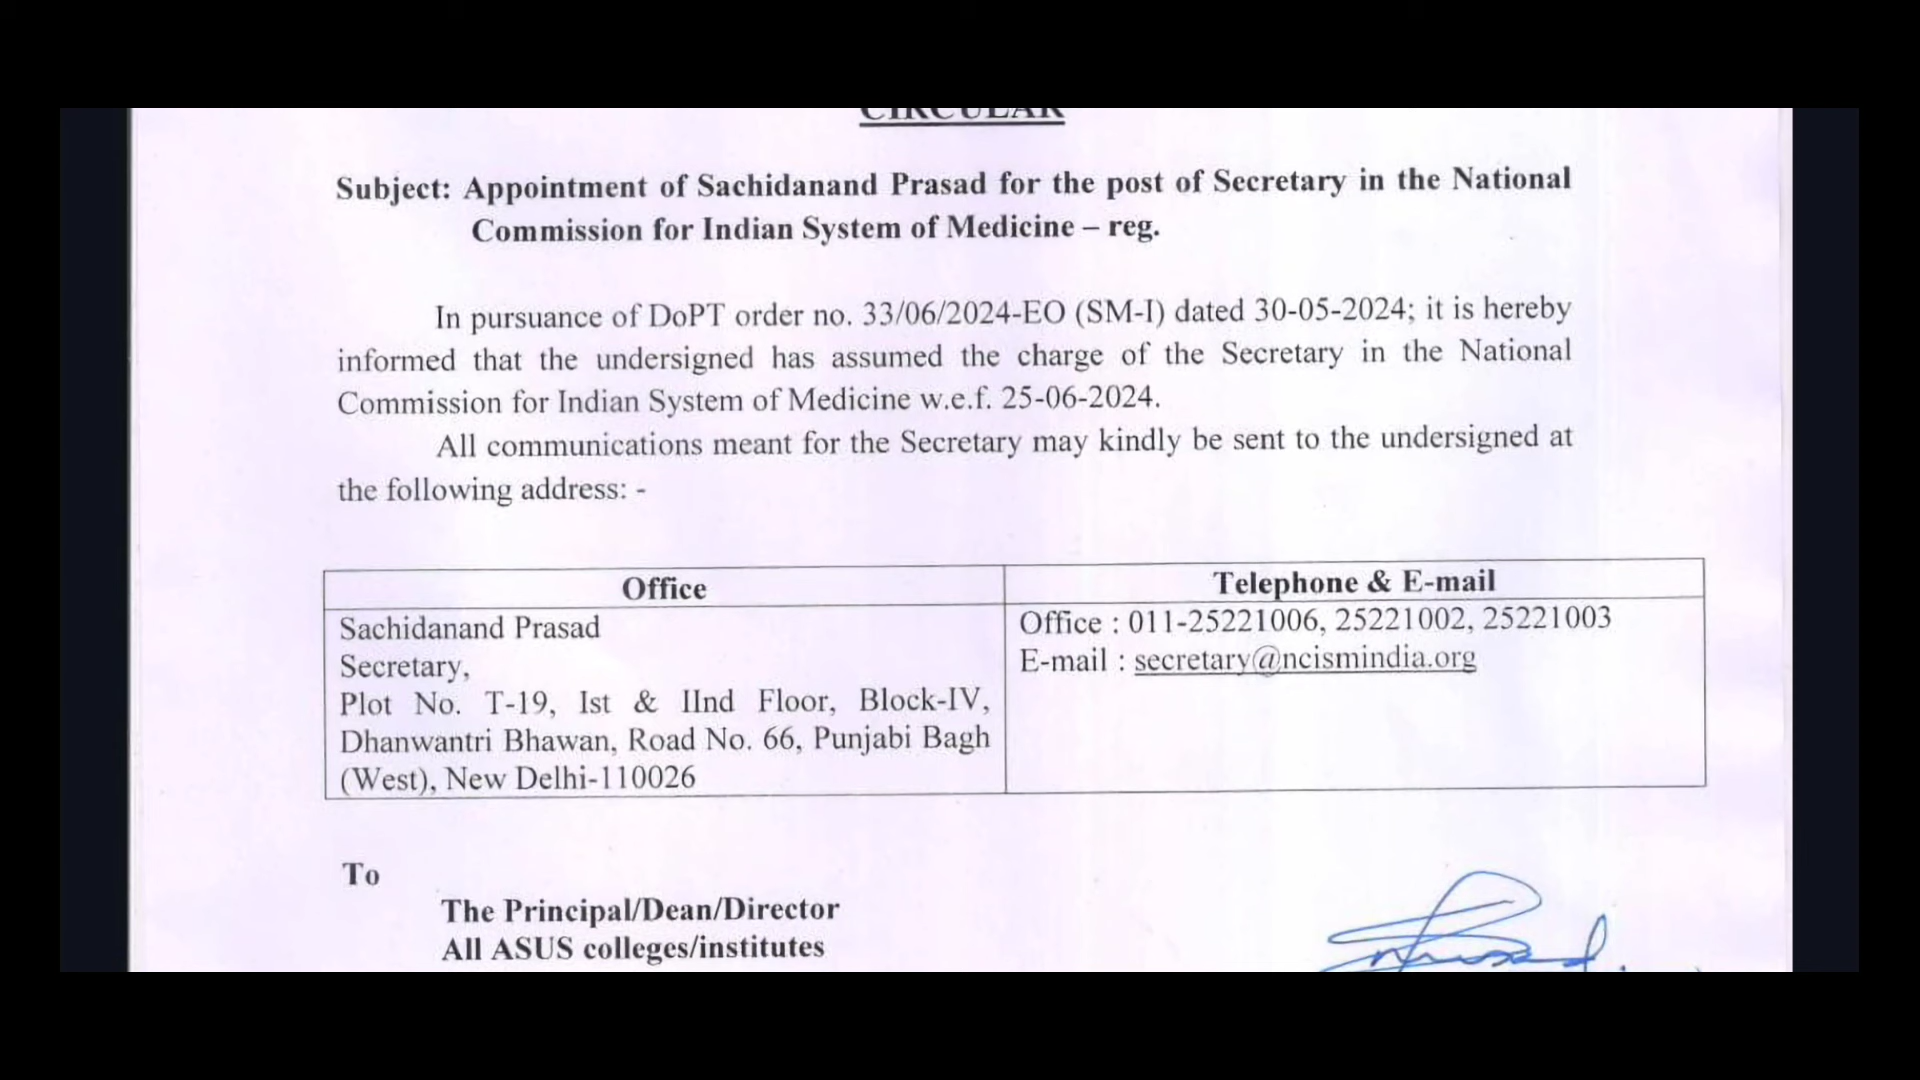 CIRCULAR
Subject: Appointment of Sachidanand Prasad for the post of Secretary in the National
Commission for Indian System of Medicine – reg.
In pursuance of DoPT order no. 33/06/2024-EO (SM-I) dated 30-05-2024; it is hereby
informed that the undersigned has assumed the charge of the Secretary in the National
Commission for Indian System of Medicine w.e.f. 25-06-2024.
All communications meant for the Secretary may kindly be sent to the undersigned at
the following address: -
Office
Telephone & E-mail
Sachidanand Prasad
Secretary,
Plot No. T-19, Ist & IInd Floor, Block-IV,
Dhanwantri Bhawan, Road No. 66, Punjabi Bagh
(West), New Delhi-110026
Office : 011-25221006, 25221002, 25221003
E-mail : secretary@ncismindia.org
To
The Principal/Dean/Director
All ASUS colleges/institutes